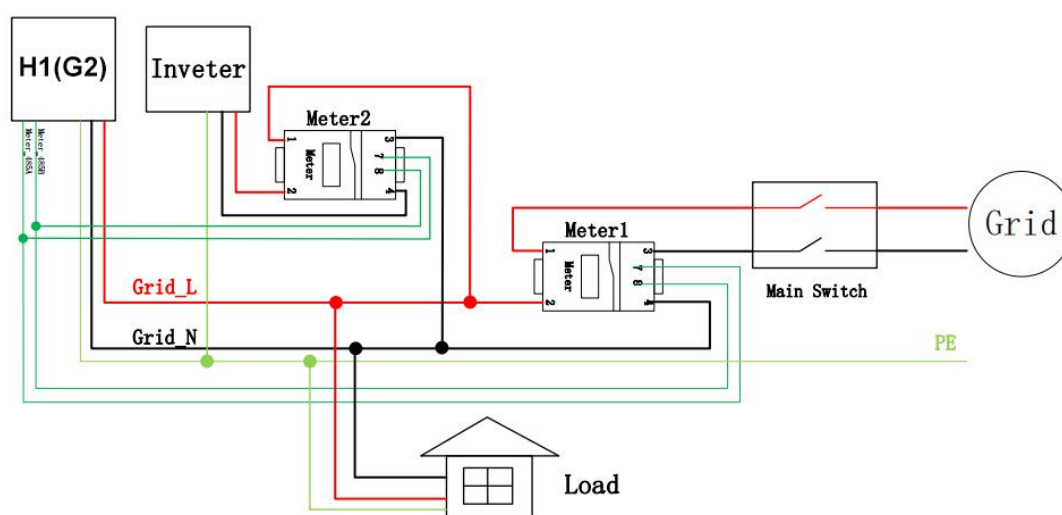 H1(G2)
Inveter
Meter_485A
Meter_485B
Meter2
1
2
3
7
8
4
Meter
Meter1
1
2
3
7
8
4
Meter
Main Switch
Grid
Grid_L
Grid_N
PE
Load